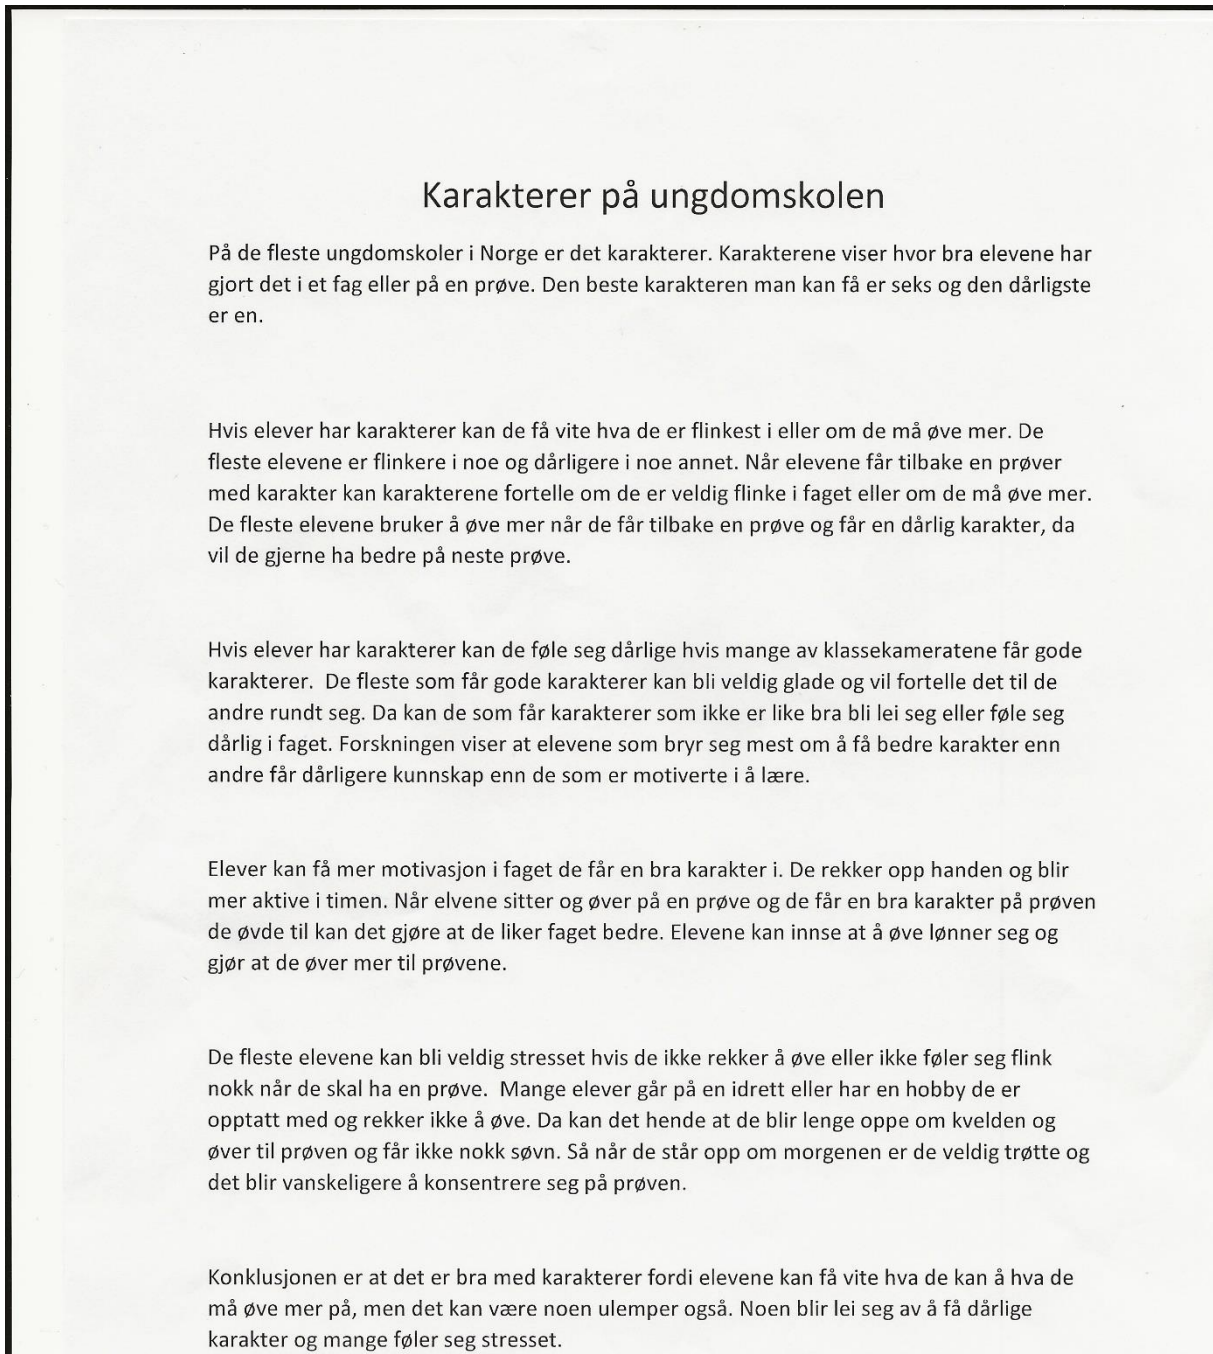 Karakterer på ungdomskolen
På de fleste ungdomskoler i Norge er det karakterer. Karakterene viser hvor bra elevene har
gjort det i et fag eller på en prøve. Den beste karakteren man kan få er seks og den dårligste
er en.
Hvis elever har karakterer kan de få vite hva de er flinkest i eller om de må øve mer. De
fleste elevene er flinkere i noe og dårligere i noe annet. Når elevene får tilbake en prøver
med karakter kan karakterene fortelle om de er veldig flinke i faget eller om de må øve mer.
De fleste elevene bruker å øve mer når de får tilbake en prøve og får en dårlig karakter, da
vil de gjerne ha bedre på neste prøve.
Hvis elever har karakterer kan de føle seg dårlige hvis mange av klassekameratene får gode
karakterer.  De fleste som får gode karakterer kan bli veldig glade og vil fortelle det til de
andre rundt seg. Da kan de som får karakterer som ikke er like bra bli lei seg eller føle seg
dårlig i faget. Forskningen viser at elevene som bryr seg mest om å få bedre karakter enn
andre får dårligere kunnskap enn de som er motiverte i å lære.
Elever kan få mer motivasjon i faget de får en bra karakter i. De rekker opp handen og blir
mer aktive i timen. Når elvene sitter og øver på en prøve og de får en bra karakter på prøven
de øvde til kan det gjøre at de liker faget bedre. Elevene kan innse at å øve lønner seg og
gjør at de øver mer til prøvene.
De fleste elevene kan bli veldig stresset hvis de ikke rekker å øve eller ikke føler seg flink
nokk når de skal ha en prøve.  Mange elever går på en idrett eller har en hobby de er
opptatt med og rekker ikke å øve. Da kan det hende at de blir lenge oppe om kvelden og
øver til prøven og får ikke nokk søvn. Så når de står opp om morgenen er de veldig trøtte og
det blir vanskeligere å konsentrere seg på prøven.
Konklusjonen er at det er bra med karakterer fordi elevene kan få vite hva de kan å hva de
må øve mer på, men det kan være noen ulemper også. Noen blir lei seg av å få dårlige
karakter og mange føler seg stresset.